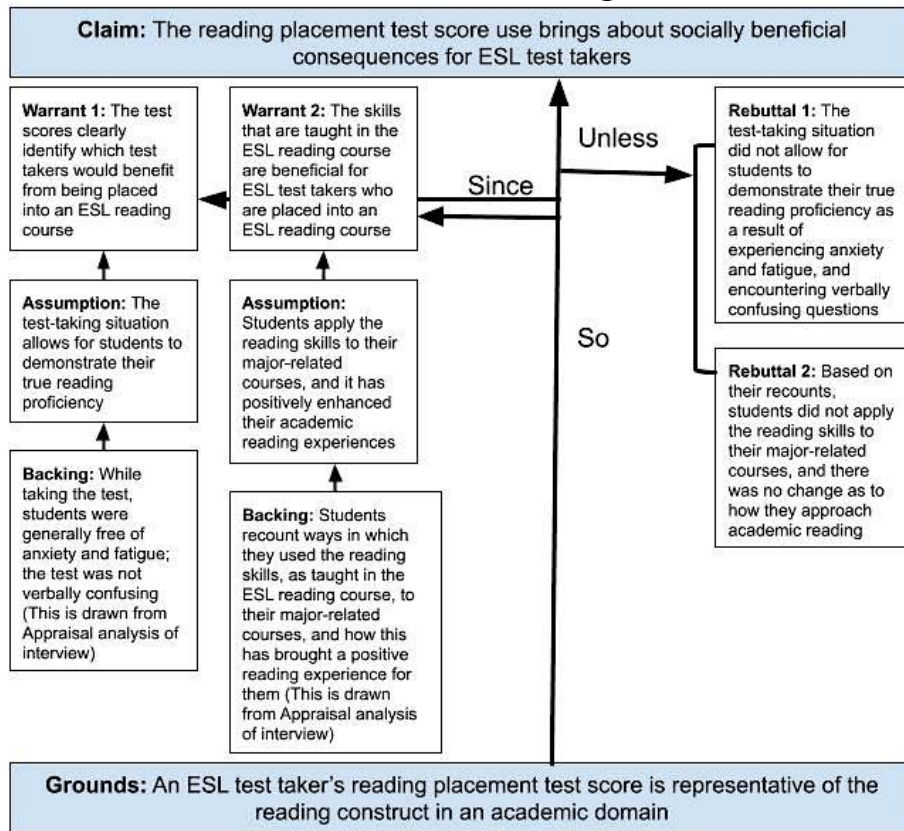 Claim: The reading placement test score use brings about socially beneficial
consequences for ESL test takers
Warrant 1: The
test scores clearly
identify which test
takers would benefit
from being placed
into an ESL reading
course
Assumption: The
test-taking situation
allows for students to
demonstrate their
true reading
proficiency
Backing: While
taking the test,
students were
generally free of
anxiety and fatigue;
the test was not
verbally confusing
(This is drawn from
Appraisal analysis of
interview)
Warrant 2: The skills
that are taught in the
ESL reading course
are beneficial for
ESL test takers who
are placed into an
ESL reading course
Assumption:
Students apply the
reading skills to their
major-related
courses, and it has
positively enhanced
their academic
reading experiences
Backing: Students
recount ways in which
they used the reading
skills, as taught in the
ESL reading course, to
their major-related
courses, and how this
has brought a positive
reading experience for
them (This is drawn
from Appraisal analysis
of interview)
Since
Unless
So
Rebuttal 1: The
test-taking situation
did not allow for
students to
demonstrate their true
reading proficiency as
a result of
experiencing anxiety
and fatigue, and
encountering verbally
confusing questions
Rebuttal 2: Based on
their recounts,
students did not apply
the reading skills to
their major-related
courses, and there
was no change as to
how they approach
academic reading
Grounds: An ESL test taker's reading placement test score is representative of the
reading construct in an academic domain